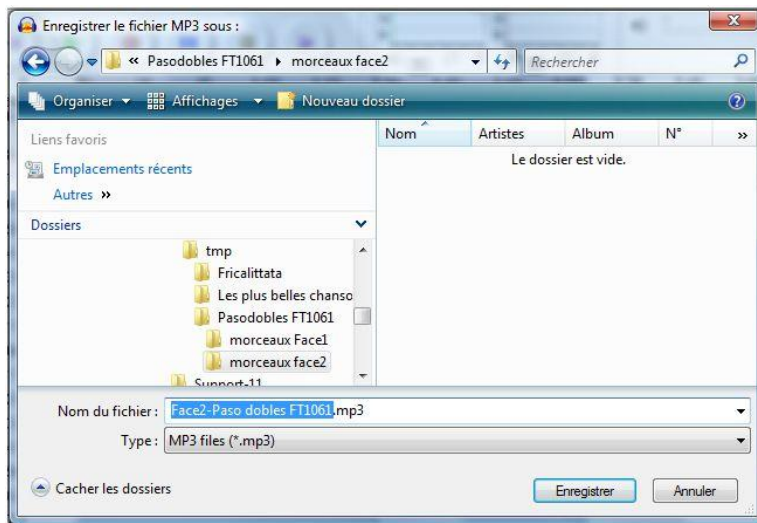 Enregistrer le fichier MP3 sous :
« Pasodobles FT1061 morceaux face2 Rechercher
Organiser Affichages Nouveau dossier
Liens favoris
Emplacements récents
Autres »
Dossiers
tmp
Fricalittata
Les plus belles chanso
Pasodobles FT1061
morceaux Face1
morceaux face2
Support-11
Nom Artistes Album N° »
Le dossier est vide.
Nom du fichier : Face2-Paso dobles FT1061.mp3
Type : MP3 files (*.mp3)
Cacher les dossiers Enregistrer Annuler